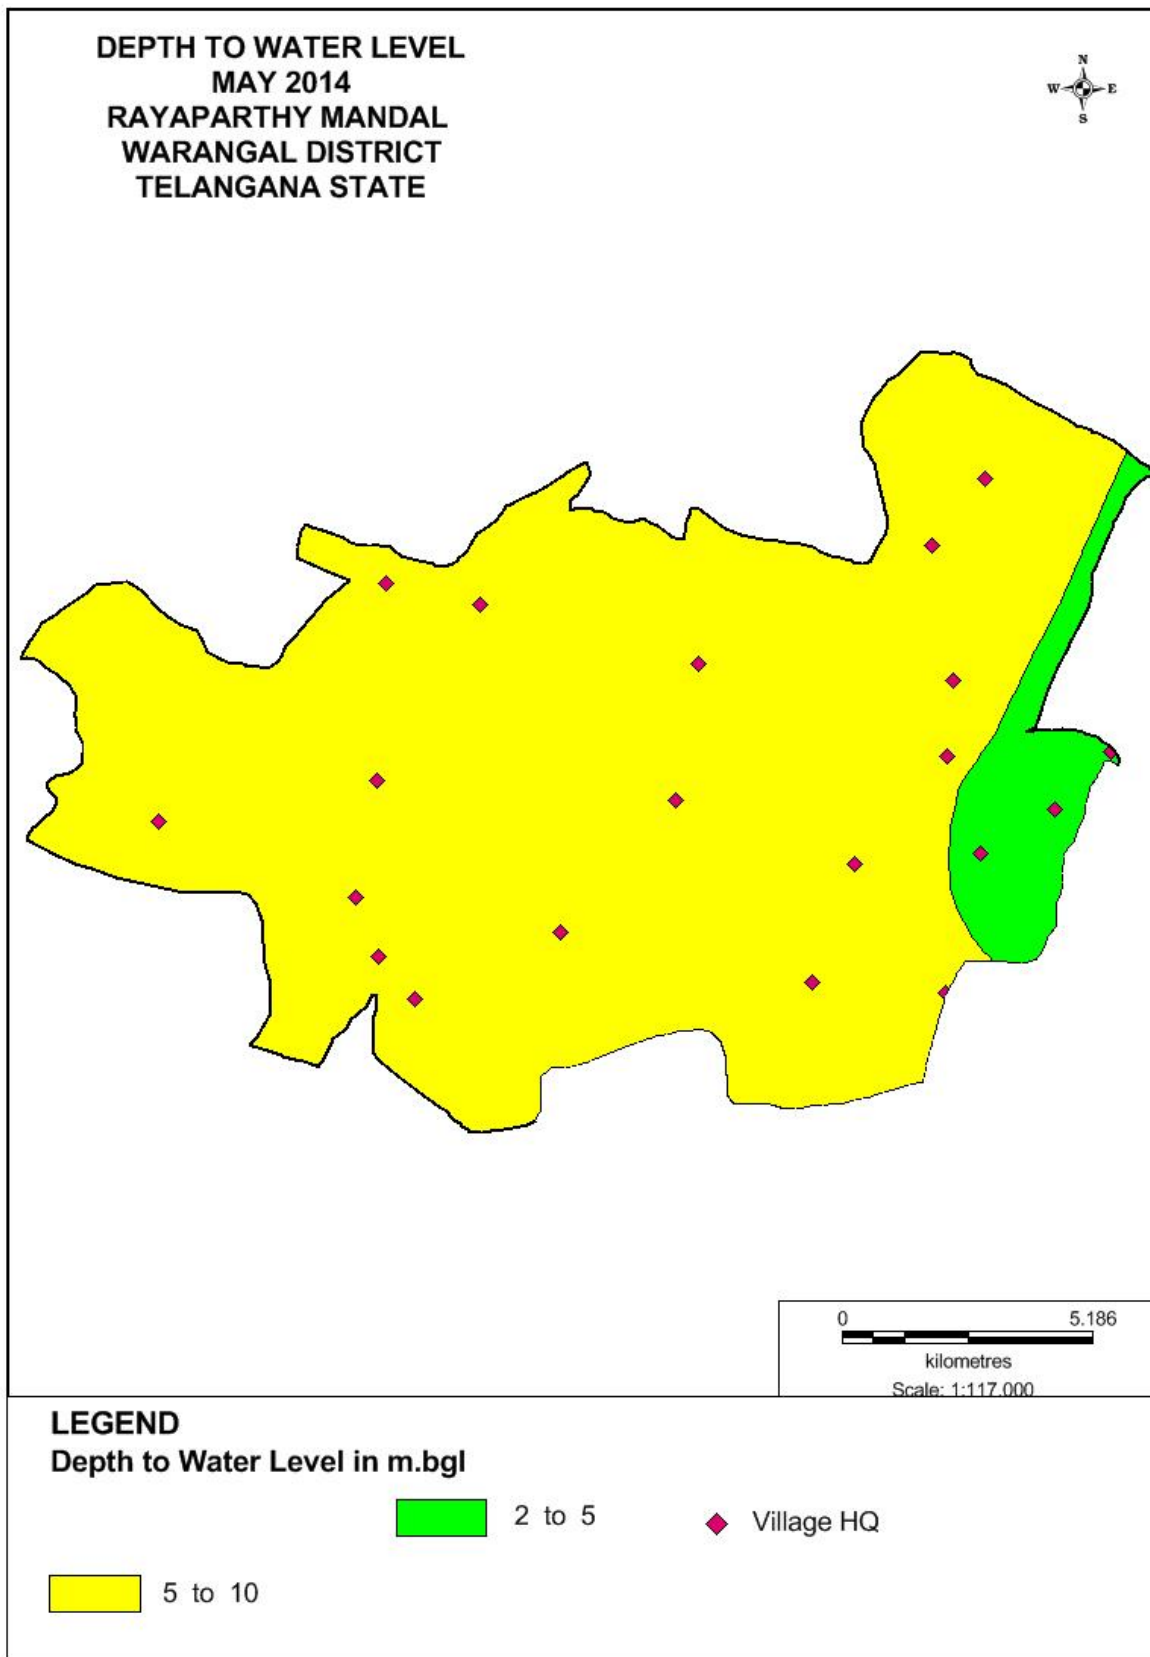 DEPTH TO WATER LEVEL
MAY 2014
RAYAPARTHY MANDAL
WARANGAL DISTRICT
TELANGANA STATE
N
W E
S
0 5.186
kilometres
Scale: 1:117,000
LEGEND
Depth to Water Level in m.bgl
2 to 5
Village HQ
5 to 10